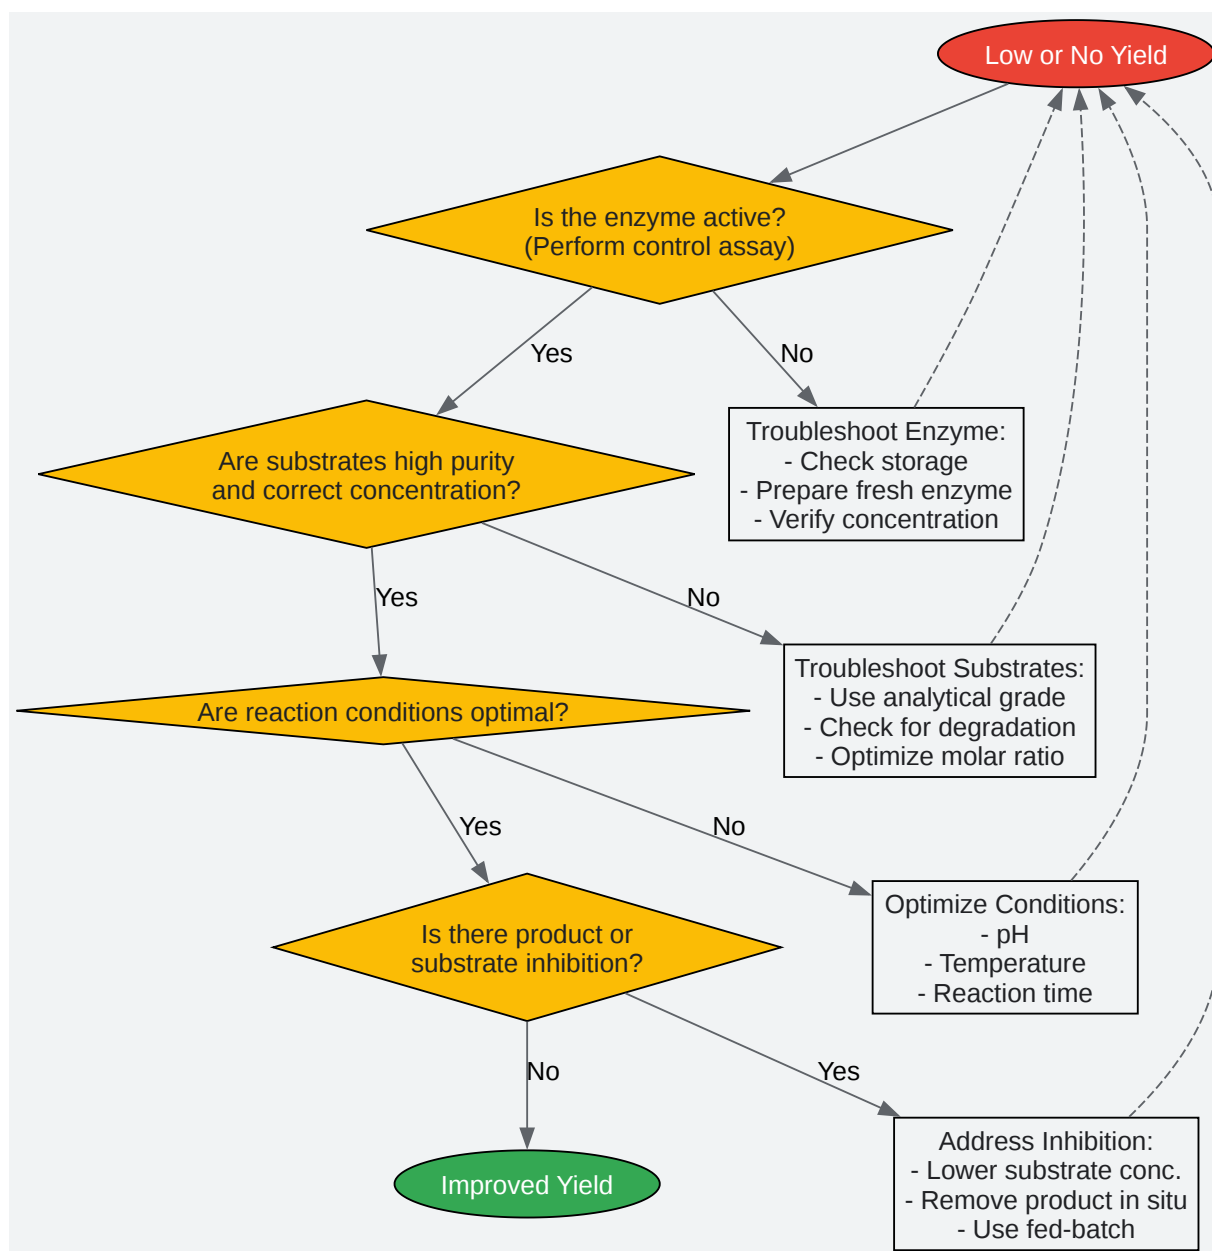 Low or No Yield
Is the enzyme active?
(Perform control assay)
Yes
No
Troubleshoot Enzyme:
- Check storage
- Prepare fresh enzyme
- Verify concentration
Are substrates high purity
and correct concentration?
Yes
No
Troubleshoot Substrates:
- Use analytical grade
- Check for degradation
- Optimize molar ratio
Are reaction conditions optimal?
Yes
No
Optimize Conditions:
- pH
- Temperature
- Reaction time
Is there product or
substrate inhibition?
No
Yes
Address Inhibition:
- Lower substrate conc.
- Remove product in situ
- Use fed-batch
Improved Yield